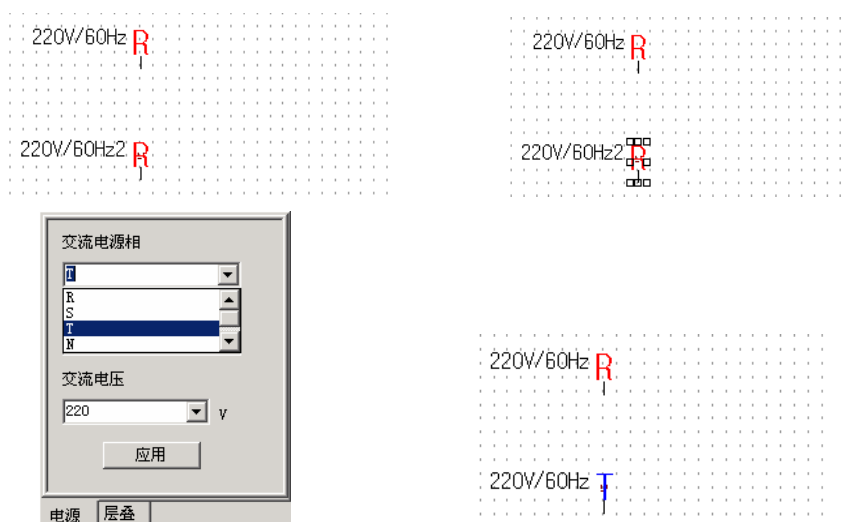 220V/60Hz R
220V/60Hz2 R
220V/60Hz R
220V/60Hz2 R
交流电源相
T
R
S
T
N
交流电压
220 V
应用
电源 层叠
220V/60Hz R
220V/60Hz T